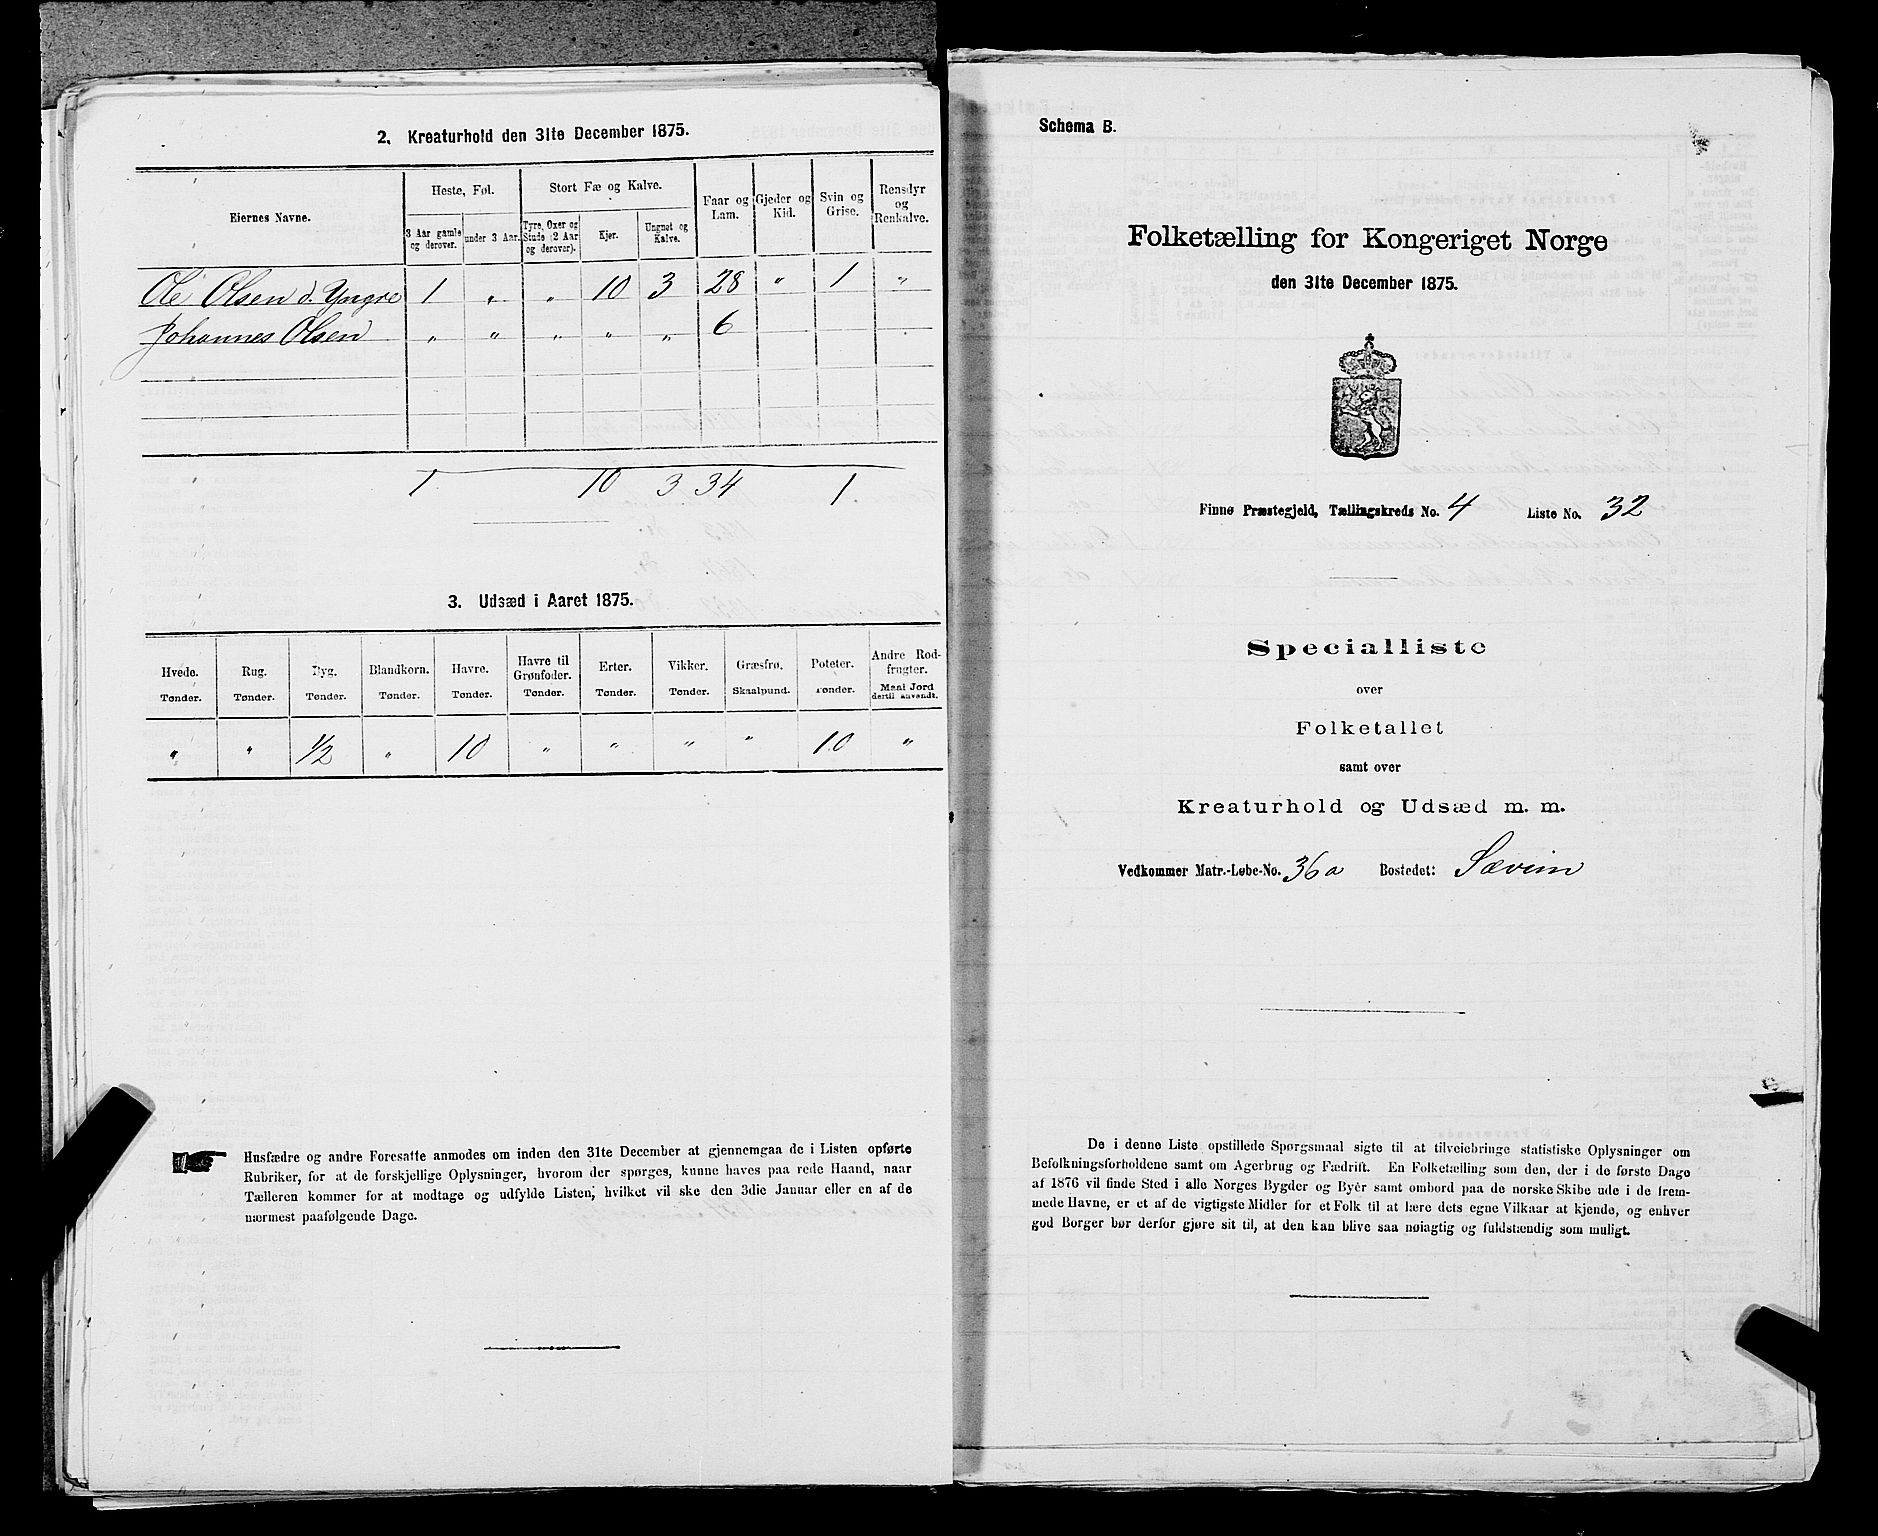 2. Kreaturhold den 31te December 1875.
Eiernes Navne.
Heste, Føl.
Stort Fæ og Kalve.
Faar og Lam.
Gjeder og Kid.
Svin og Grise.
Rensdyr og Renkalve.
3 Aar gamle og derover.
under 3 Aar.
Tyre, Oxer og Stude (2 Aar og derover).
Kjør.
Ungnøt og Kalve.
Ole Olsen d. Yngre 1 " " 10 3 28 " 1 "
Johannes Olsen " " " " " 6
1 10 3 34 1
3. Udsæd i Aaret 1875.
Hvede. Rug. Byg. Blandkorn. Havre. Havre til Grønfoder. Erter. Vikker. Græsfrø. Poteter. Andre Rodfrugter.
Tønder. Tønder. Tønder. Tønder. Tønder. Tønder. Tønder. Tønder. Skaalpund. Tønder. Maal Jord dertil anvendt.
" " 1/2 " 10 " " " " 10 "
Husfædre og andre Foresatte anmodes om inden den 31te December at gjennemgaa de i Listen opførte
Rubriker, for at de forskjellige Oplysninger, hvorom der spørges, kunne haves paa rede Haand, naar
Tælleren kommer for at modtage og udfylde Listen, hvilket vil ske den 3die Januar eller en af de
nærmest paafølgende Dage.
Schema B.
Folketælling for Kongeriget Norge
den 31te December 1875.
Finnø Præstegjeld, Tællingskreds No. 4 Liste No. 32
Specialliste
over
Folketallet
samt over
Kreaturhold og Udsæd m. m.
Vedkommer Matr.-Løbe-No. 36a Bostedet: Sævim
De i denne Liste opstillede Spørgsmaal sigte til at tilveiebringe statistiske Oplysninger om
Befolkningsforholdene samt om Agerbrug og Fædrift. En Folketælling som den, der i de første Dage
af 1876 vil finde Sted i alle Norges Bygder og Byer samt ombord paa de norske Skibe ude i de frem-
mede Havne, er et af de vigtigste Midler for et Folk til at lære dets egne Vilkaar at kjende, og enhver
god Borger bør derfor gjøre sit til, at den kan blive saa nøiagtig og fuldstændig som muligt.